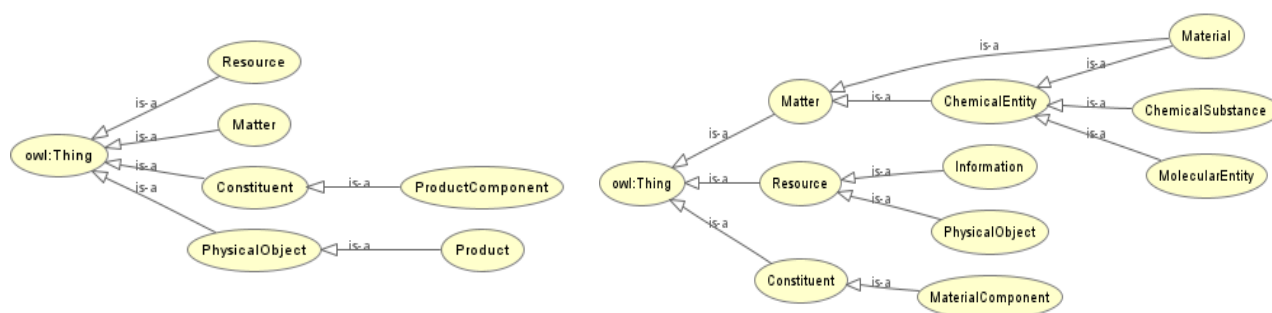 Resource
is-a
Matter
is-a
owl:Thing
is-a
Constituent
is-a
ProductComponent
is-a
PhysicalObject
is-a
Product
Material
is-a
is-a
Matter
is-a
ChemicalEntity
is-a
ChemicalSubstance
is-a
is-a
MolecularEntity
owl:Thing
is-a
Resource
is-a
Information
is-a
PhysicalObject
is-a
Constituent
is-a
MaterialComponent